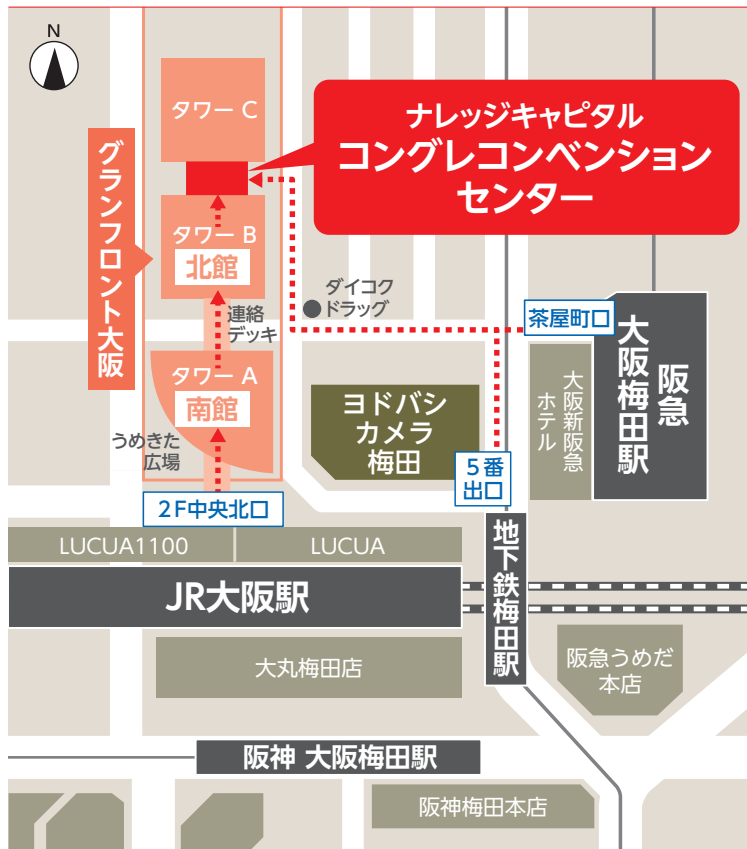 N
タワー C
ナレッジキャピタル
コングレコンベンション
センター
グランフロント大阪
タワー B
北館
連絡
デッキ
ダイコク
ドラッグ
茶屋町口
阪急
大阪梅田駅
大阪新阪急
ホテル
タワー A
南館
うめきた
広場
ヨドバシ
カメラ
梅田
5番
出口
2F中央北口
LUCUA1100
LUCUA
JR大阪駅
地下鉄梅田駅
大丸梅田店
阪急うめだ
本店
阪神 大阪梅田駅
阪神梅田本店